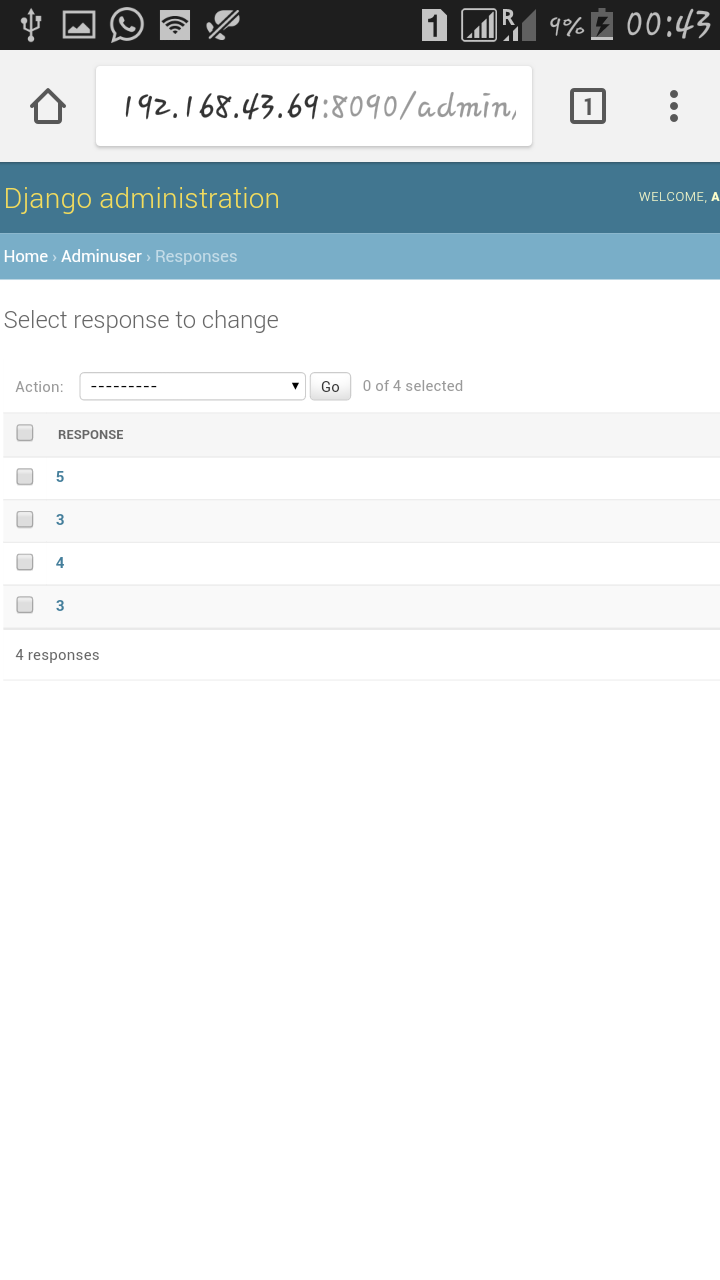 1 R 9% 00:43
192.168.43.69:8090/admin/ 1
Django administration WELCOME, A
Home › Adminuser › Responses
Select response to change
Action: --------- Go 0 of 4 selected
RESPONSE
5
3
4
3
4 responses